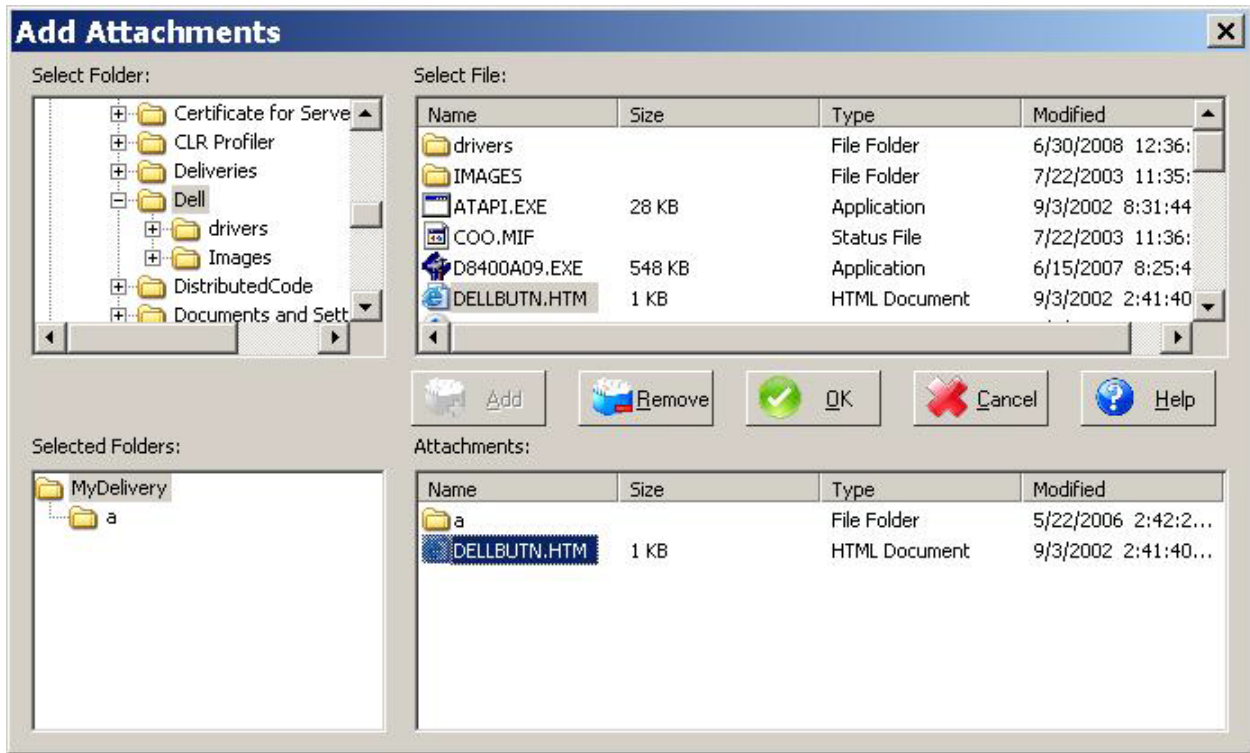 Add Attachments
Select Folder:
Certificate for Serve
CLR Profiler
Deliveries
Dell
drivers
Images
DistributedCode
Documents and Sett
Select File:
Name Size Type Modified
drivers File Folder 6/30/2008 12:36:
IMAGES File Folder 7/22/2003 11:35:
ATAPI.EXE 28 KB Application 9/3/2002 8:31:44
COO.MIF Status File 7/22/2003 11:36:
D8400A09.EXE 548 KB Application 6/15/2007 8:25:4
DELLBUTN.HTM 1 KB HTML Document 9/3/2002 2:41:40
Add Remove OK Cancel Help
Selected Folders:
MyDelivery
a
Attachments:
Name Size Type Modified
a File Folder 5/22/2006 2:42:2...
DELLBUTN.HTM 1 KB HTML Document 9/3/2002 2:41:40...